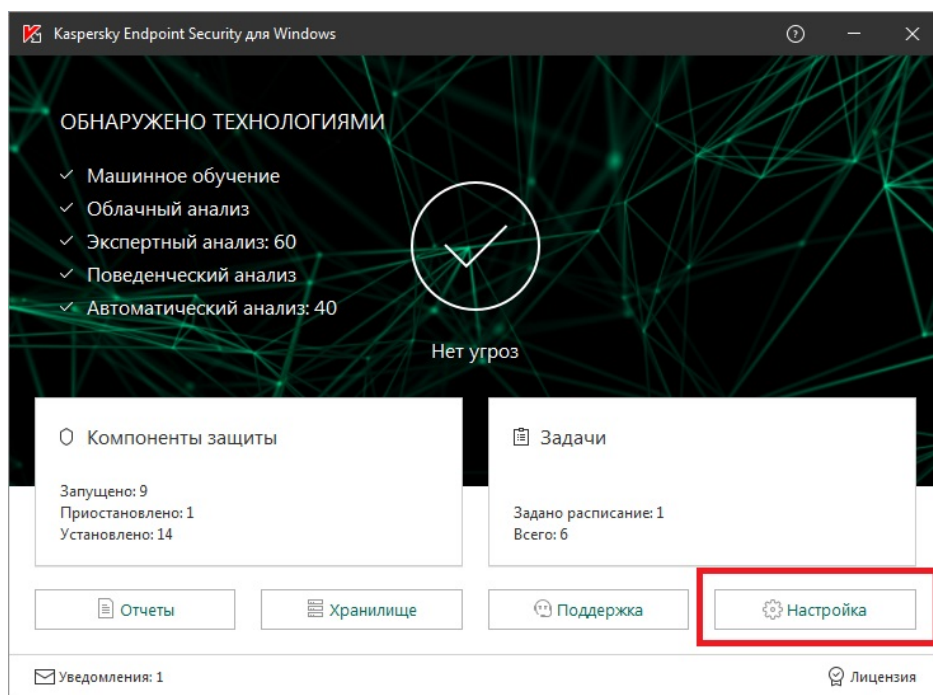 Kaspersky Endpoint Security для Windows
ОБНАРУЖЕНО ТЕХНОЛОГИЯМИ
Машинное обучение
Облачный анализ
Экспертный анализ: 60
Поведенческий анализ
Автоматический анализ: 40
Нет угроз
Компоненты защиты
Запущено: 9
Приостановлено: 1
Установлено: 14
Задачи
Задано расписание: 1
Всего: 6
Отчеты
Хранилище
Поддержка
Настройка
Уведомления: 1
Лицензия